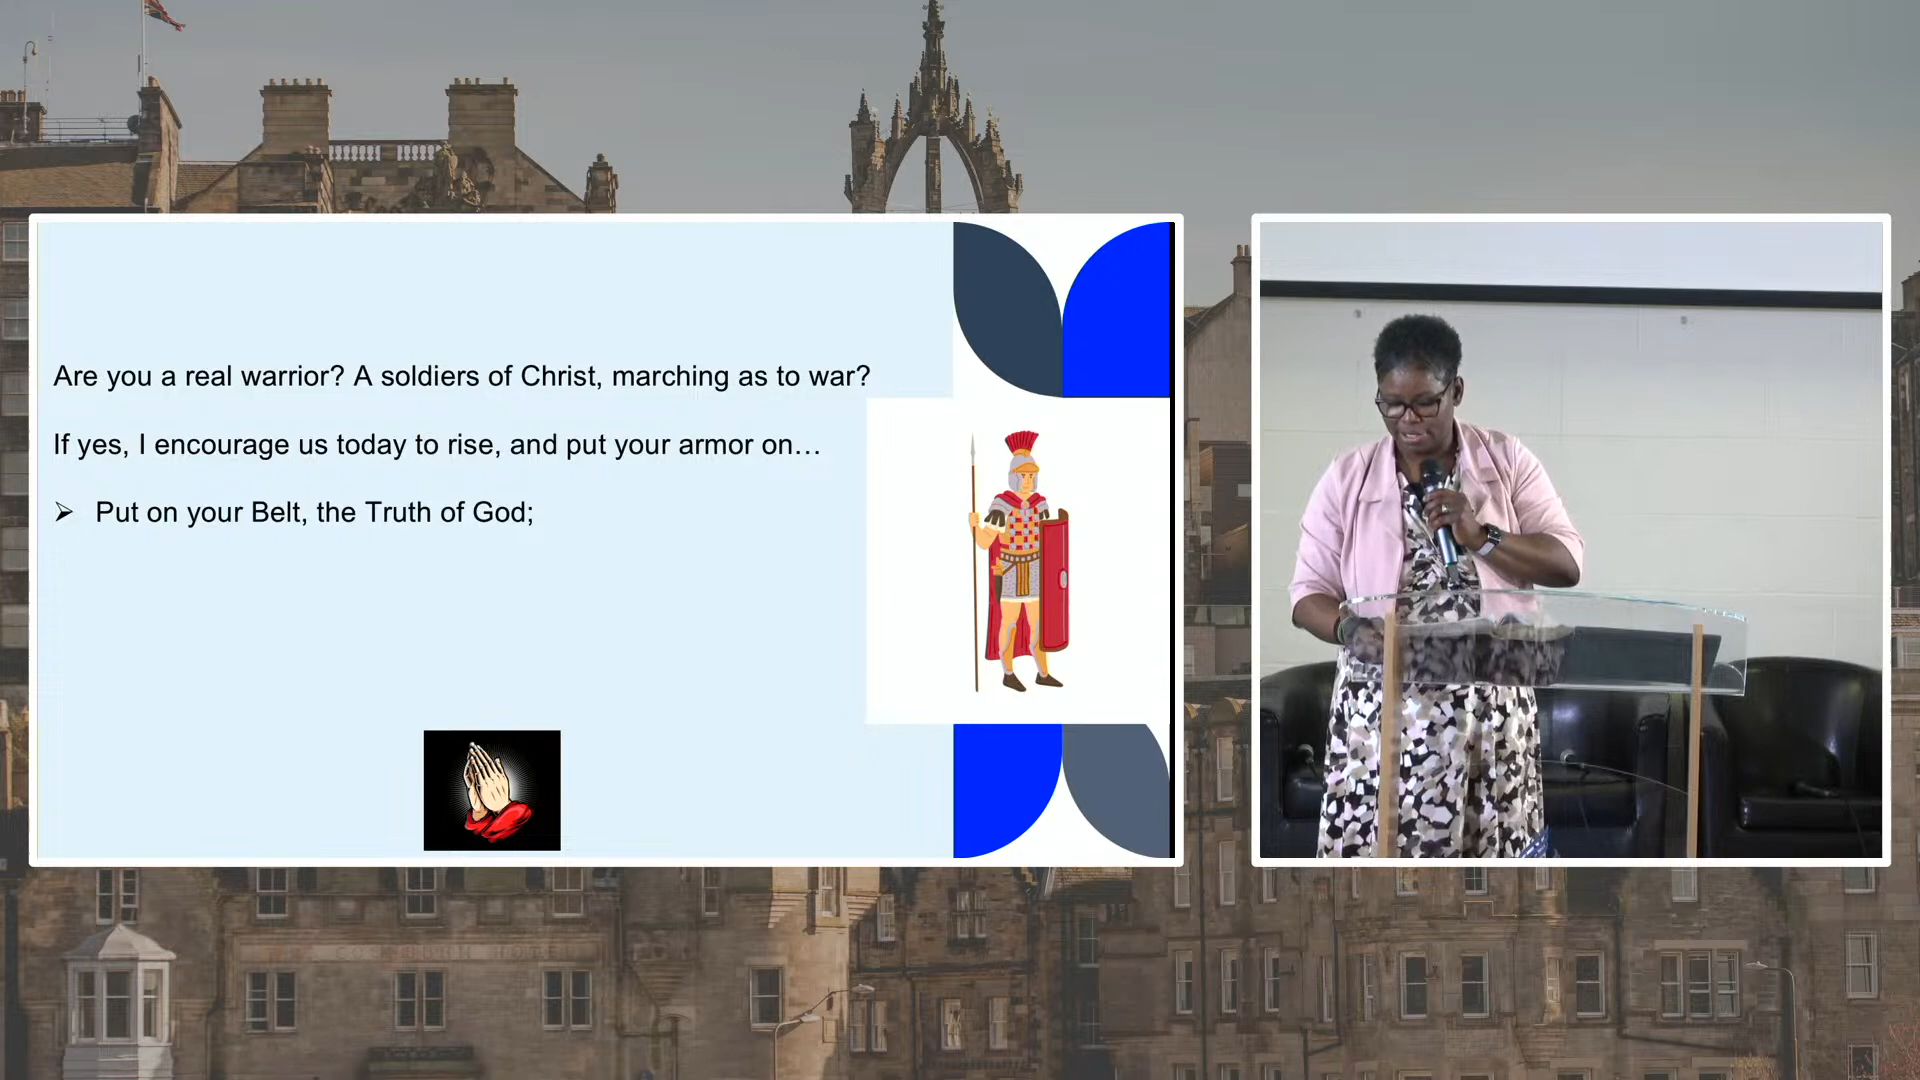 Are you a real warrior? A soldiers of Christ, marching as to war?
If yes, I encourage us today to rise, and put your armor on…
➢ Put on your Belt, the Truth of God;